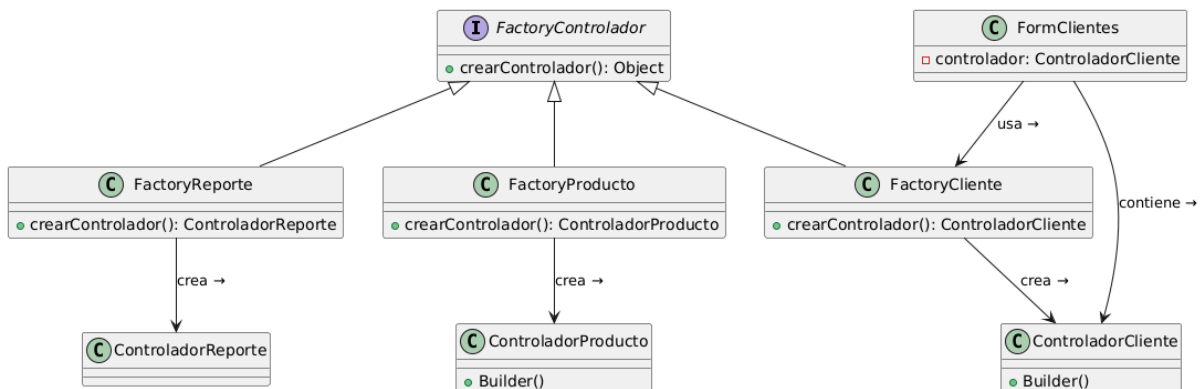 I FactoryControlador
crearControlador(): Object
C FormClientes
controlador: ControladorCliente
usa →
contiene →
C FactoryReporte
crearControlador(): ControladorReporte
C FactoryProducto
crearControlador(): ControladorProducto
C FactoryCliente
crearControlador(): ControladorCliente
crea →
crea →
crea →
C ControladorReporte
C ControladorProducto
Builder()
C ControladorCliente
Builder()